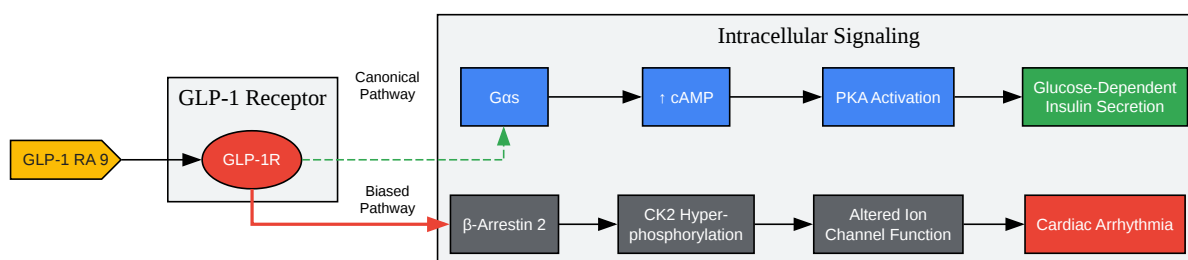 Intracellular Signaling
Canonical
Pathway
GLP-1 Receptor
Gαs
↑ cAMP
PKA Activation
Glucose-Dependent
Insulin Secretion
GLP-1 RA 9
GLP-1R
Biased
Pathway
β-Arrestin 2
CK2 Hyper-
phosphorylation
Altered Ion
Channel Function
Cardiac Arrhythmia